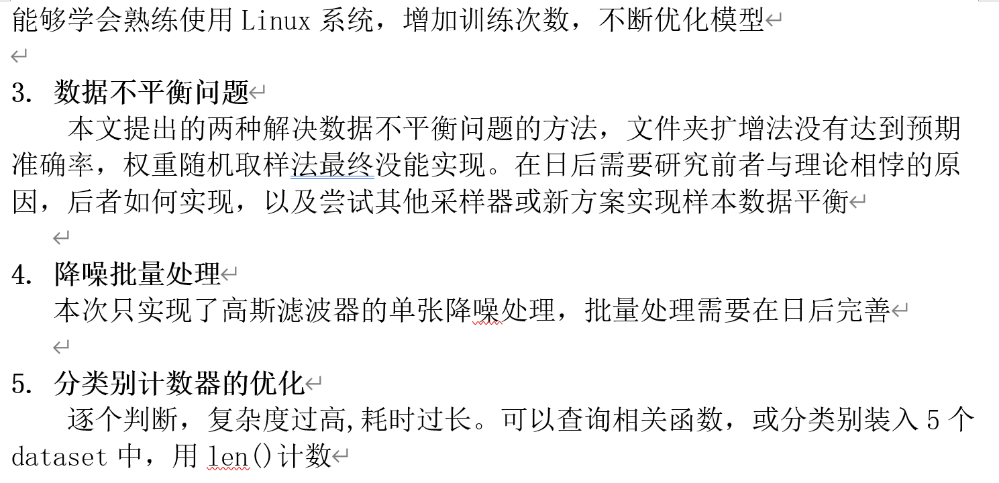 能够学会熟练使用 Linux 系统，增加训练次数，不断优化模型
3. 数据不平衡问题
本文提出的两种解决数据不平衡问题的方法，文件夹扩增法没有达到预期
准确率，权重随机取样法最终没能实现。在日后需要研究前者与理论相悖的原
因，后者如何实现，以及尝试其他采样器或新方案实现样本数据平衡
4. 降噪批量处理
本次只实现了高斯滤波器的单张降噪处理，批量处理需要在日后完善
5. 分类别计数器的优化
逐个判断，复杂度过高,耗时过长。可以查询相关函数，或分类别装入 5 个
dataset 中，用 len()计数